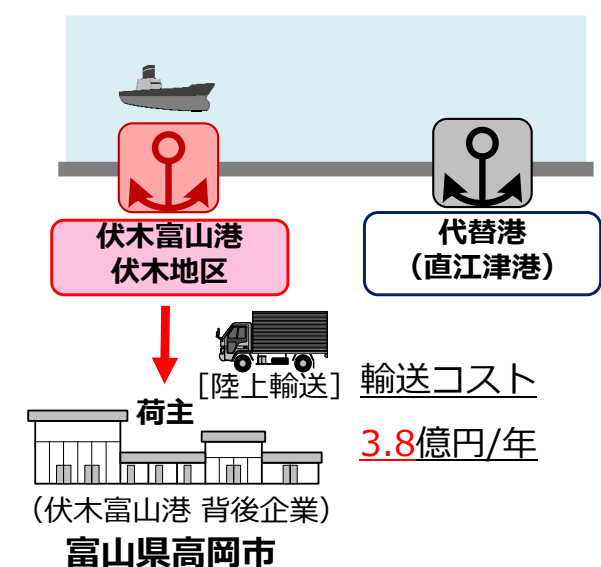 伏木富山港
伏木地区
代替港
（直江津港）
［陸上輸送］
輸送コスト
3.8億円/年
荷主
（伏木富山港 背後企業）
富山県高岡市